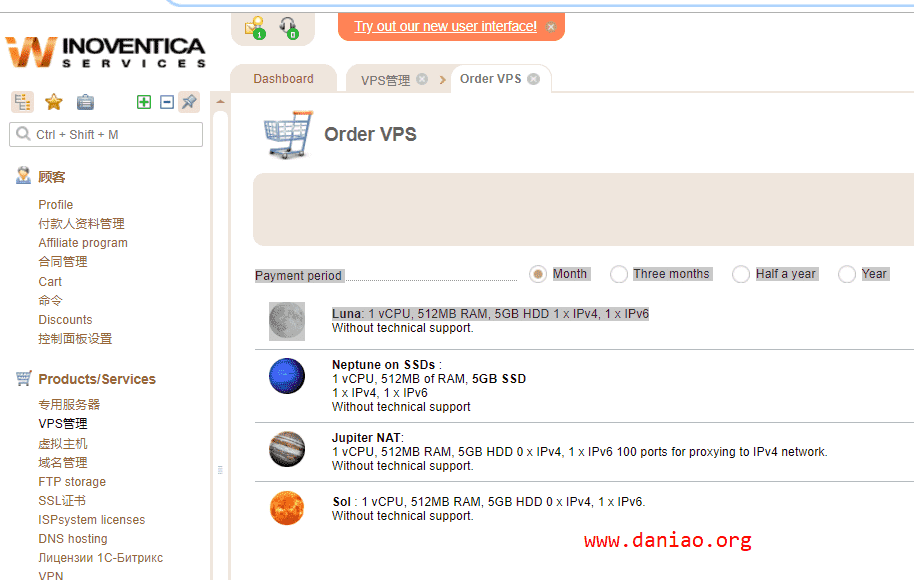 1
0
Try out our new user interface!
INOVENTICA
SERVICES
Dashboard
VPS管理
Order VPS
Ctrl + Shift + M
Order VPS
顾客
Profile
付款人资料管理
Affiliate program
合同管理
Cart
命令
Discounts
控制面板设置
Products/Services
专用服务器
VPS管理
虚拟主机
域名管理
FTP storage
SSL证书
ISPsystem licenses
DNS hosting
Лицензии 1С-Битрикс
VPN
Payment period
Month
Three months
Half a year
Year
Luna: 1 vCPU, 512MB RAM, 5GB HDD 1 x IPv4, 1 x IPv6
Without technical support.
Neptune on SSDs :
1 vCPU, 512MB of RAM, 5GB SSD
1 x IPv4, 1 x IPv6
Without technical support
Jupiter NAT:
1 vCPU, 512MB RAM, 5GB HDD 0 x IPv4, 1 x IPv6 100 ports for proxying to IPv4 network.
Without technical support.
Sol : 1 vCPU, 512MB RAM, 5GB HDD 0 x IPv4, 1 x IPv6.
Without technical support.
www.daniao.org